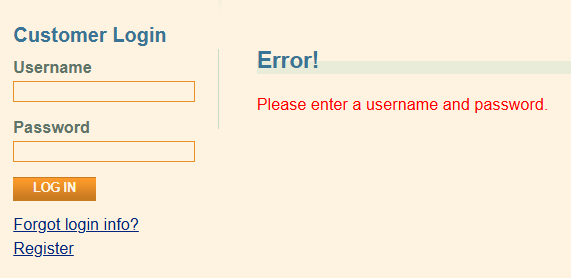 Customer Login
Username
Password
LOG IN
Forgot login info?
Register
Error!
Please enter a username and password.